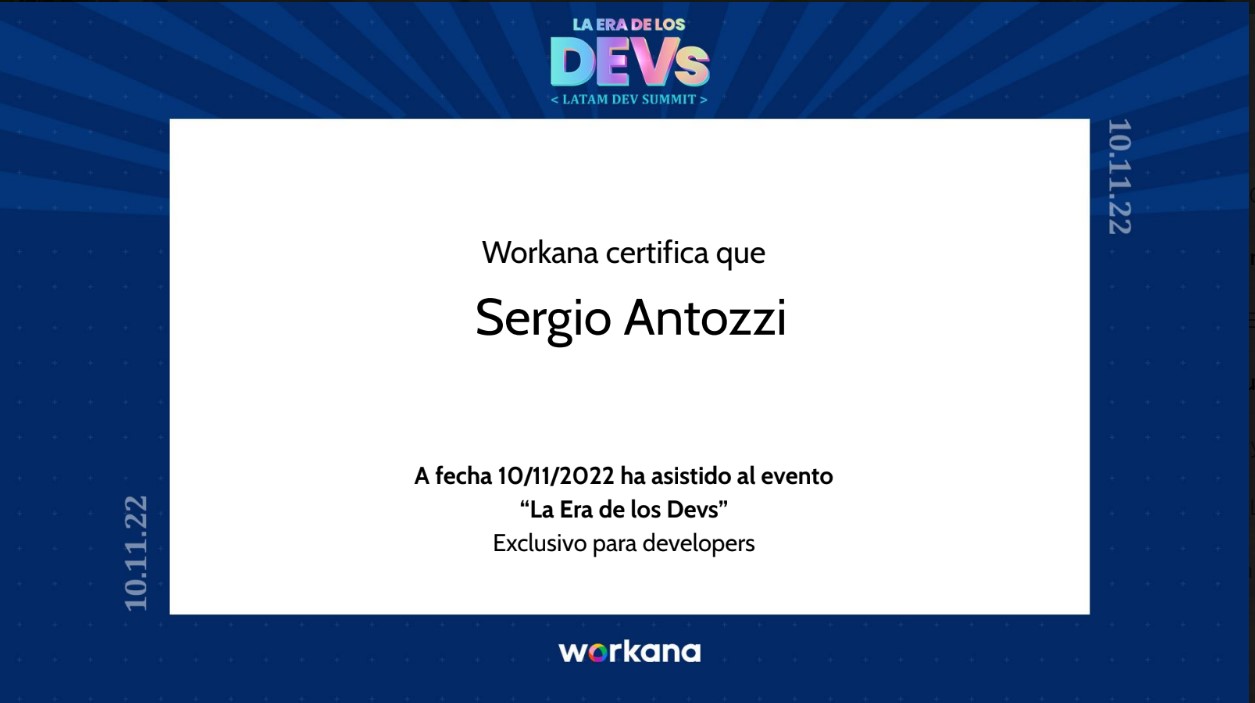 LA ERA DE LOS
DEVs
< LATAM DEV SUMMIT >
10.11.22
Workana certifica que
Sergio Antozzi
A fecha 10/11/2022 ha asistido al evento
“La Era de los Devs”
Exclusivo para developers
10.11.22
workana